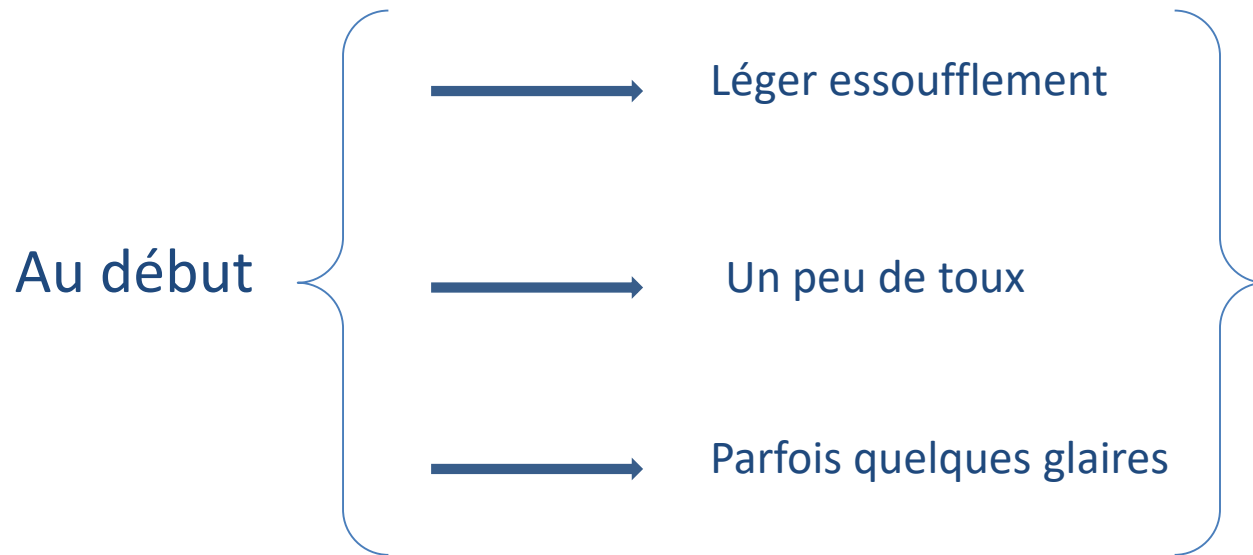 Léger essoufflement
Au début
Un peu de toux
Parfois quelques glaires